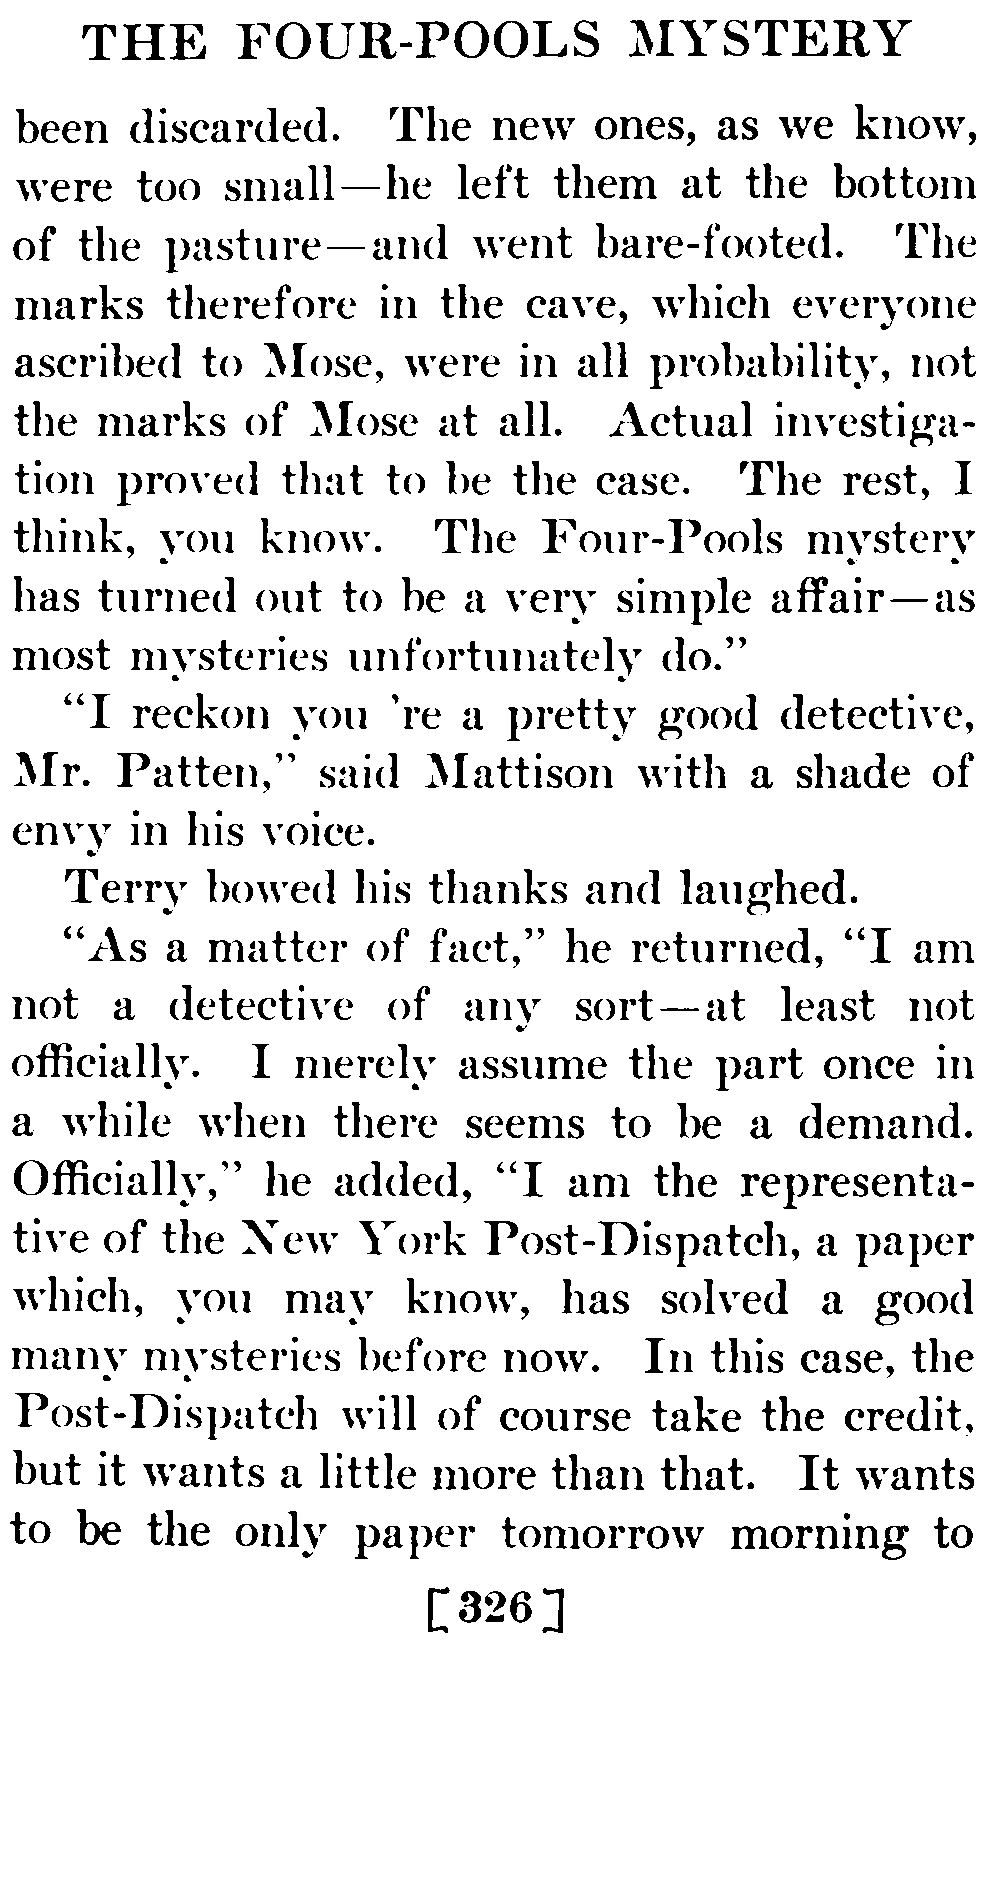 THE FOUR-POOLS MYSTERY
been discarded. The new ones, as we know,
were too small—he left them at the bottom
of the pasture—and went bare-footed. The
marks therefore in the cave, which everyone
ascribed to Mose, were in all probability, not
the marks of Mose at all. Actual investiga-
tion proved that to be the case. The rest, I
think, you know. The Four-Pools mystery
has turned out to be a very simple affair—as
most mysteries unfortunately do.”
“I reckon you 're a pretty good detective,
Mr. Patten,” said Mattison with a shade of
envy in his voice.
Terry bowed his thanks and laughed.
“As a matter of fact,” he returned, “I am
not a detective of any sort—at least not
officially. I merely assume the part once in
a while when there seems to be a demand.
Officially,” he added, “I am the representa-
tive of the New York Post-Dispatch, a paper
which, you may know, has solved a good
many mysteries before now. In this case, the
Post-Dispatch will of course take the credit,
but it wants a little more than that. It wants
to be the only paper tomorrow morning to
[326]